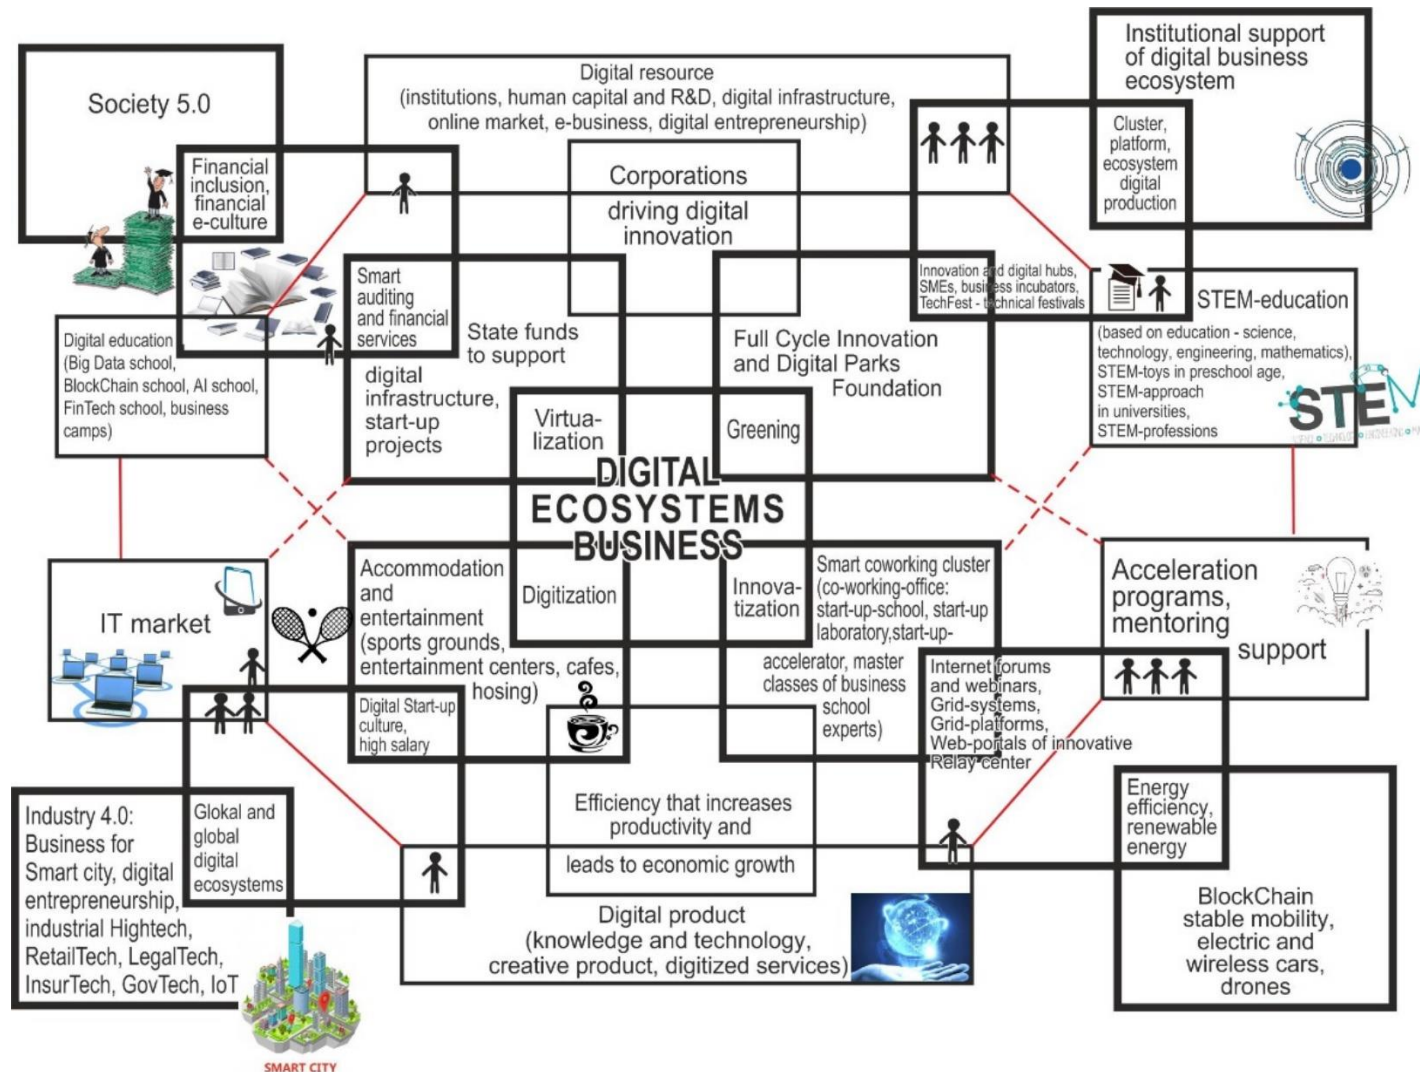 Society 5.0
Financial
inclusion,
financial
e-culture
Digital resource
(institutions, human capital and R&D, digital infrastructure,
online market, e-business, digital entrepreneurship)
Corporations
driving digital
innovation
Institutional support
of digital business
ecosystem
Cluster,
platform,
ecosystem
digital
production
Digital education
(Big Data school,
BlockChain school, AI school,
FinTech school, business
camps)
Smart
auditing
and financial
services
State funds
to support
digital
infrastructure,
start-up
projects
Full Cycle Innovation
and Digital Parks
Foundation
Innovation and digital hubs,
SMEs, business incubators,
TechFest - technical festivals
STEM-education
(based on education - science,
technology, engineering, mathematics),
STEM-toys in preschool age,
STEM-approach
in universities,
STEM-professions
STEM
Virtua-
lization
Greening
DIGITAL
ECOSYSTEMS
BUSINESS
Digitization
Innova-
tization
IT market
Accommodation
and
entertainment
(sports grounds,
entertainment centers, cafes,
hosing)
Digital Start-up
culture,
high salary
Smart coworking cluster
(co-working-office:
start-up-school, start-up
laboratory,start-up-
accelerator, master
classes of business
school
experts)
Internet forums
and webinars,
Grid-systems,
Grid-platforms,
Web-portals of innovative
Relay center
Acceleration
programs,
mentoring
support
Industry 4.0:
Business for
Smart city, digital
entrepreneurship,
industrial Hightech,
RetailTech, LegalTech,
InsurTech, GovTech, IoT
Glokal and
global
digital
ecosystems
SMART CITY
Efficiency that increases
productivity and
leads to economic growth
Digital product
(knowledge and technology,
creative product, digitized services)
Energy
efficiency,
renewable
energy
BlockChain
stable mobility,
electric and
wireless cars,
drones